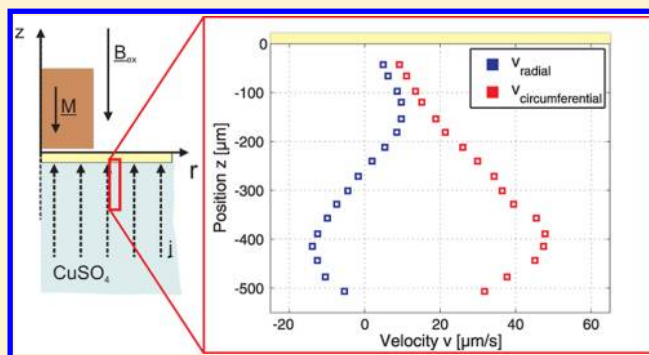 z
B_ex
M
r
j
CuSO₄
v_radial
v_circumferential
Position z [µm]
0
-100
-200
-300
-400
-500
-20
0
20
40
60
Velocity v [µm/s]